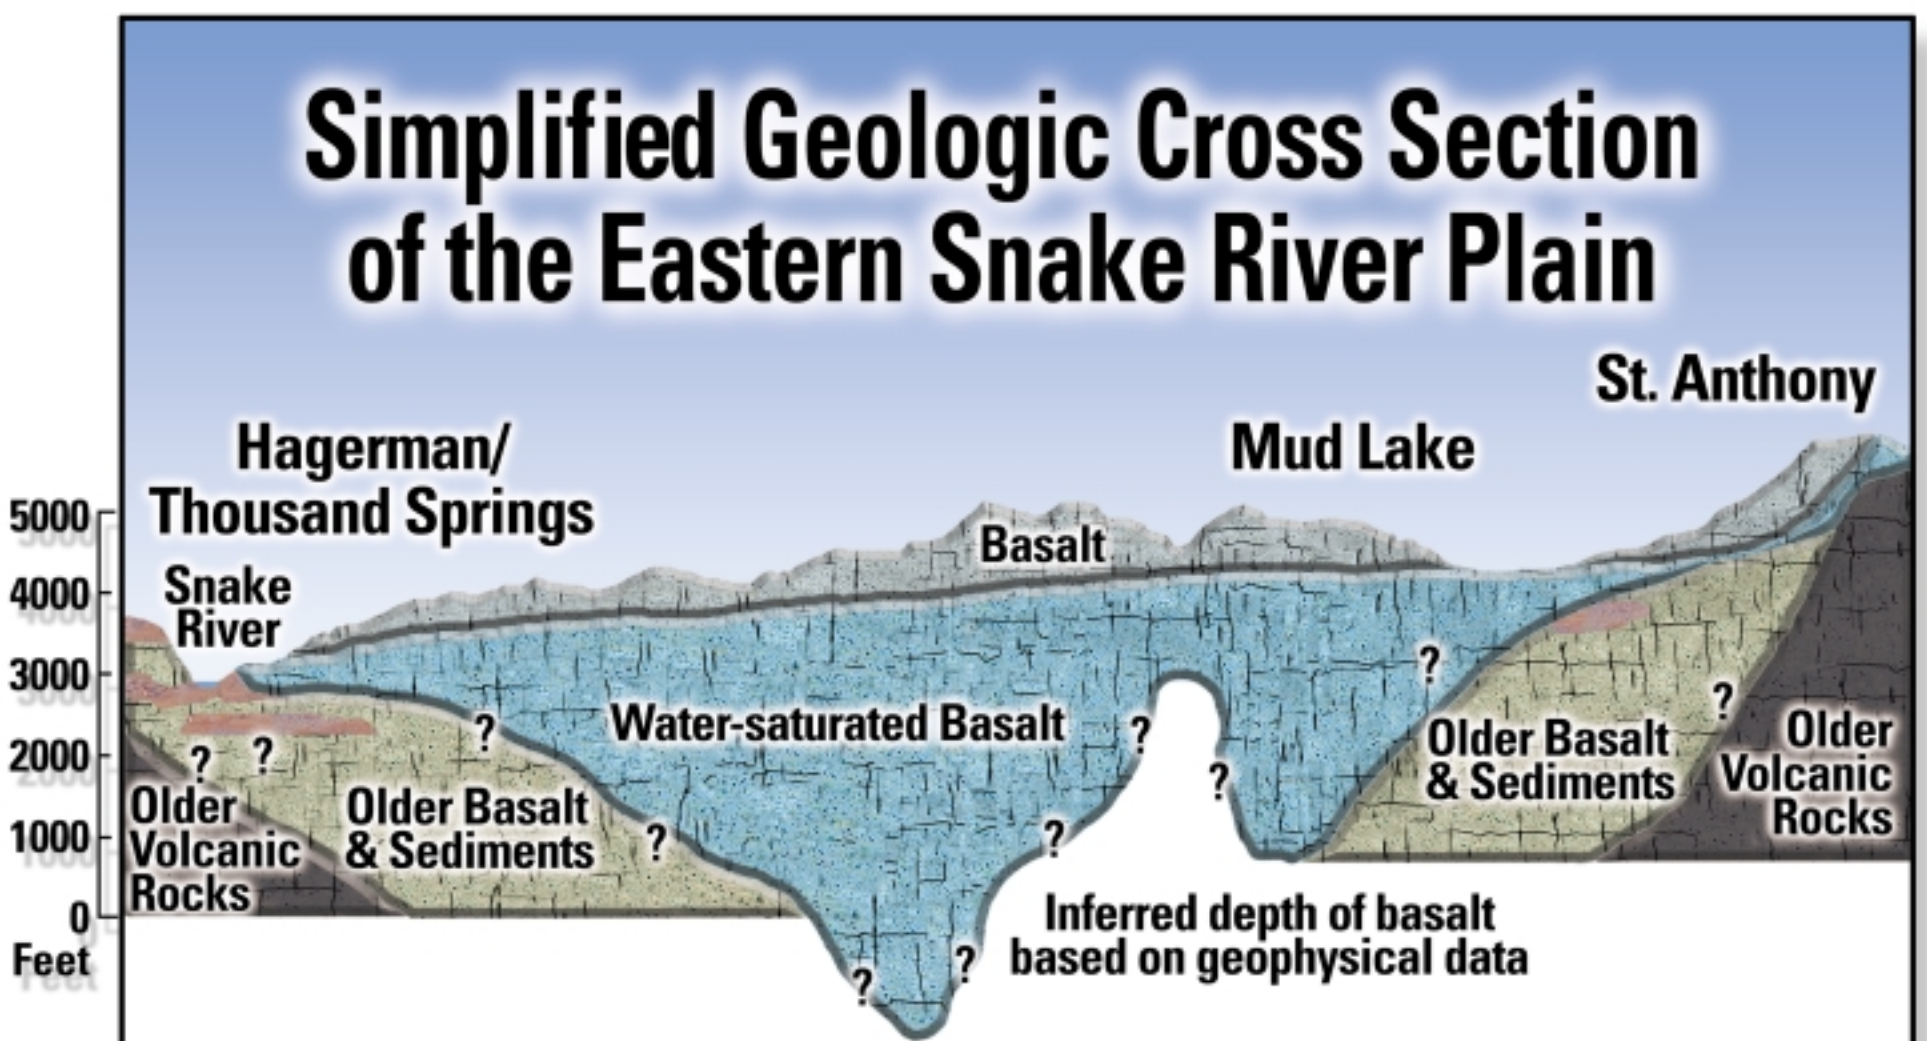 Simplified Geologic Cross Section
of the Eastern Snake River Plain
St. Anthony
Hagerman/
Thousand Springs
Mud Lake
Snake
River
Basalt
5000
4000
3000
2000
1000
0
Feet
?
?
?
?
?
?
?
?
?
?
?
Water-saturated Basalt
Older
Volcanic
Rocks
Older Basalt
& Sediments
Older Basalt
& Sediments
Older
Volcanic
Rocks
Inferred depth of basalt
based on geophysical data